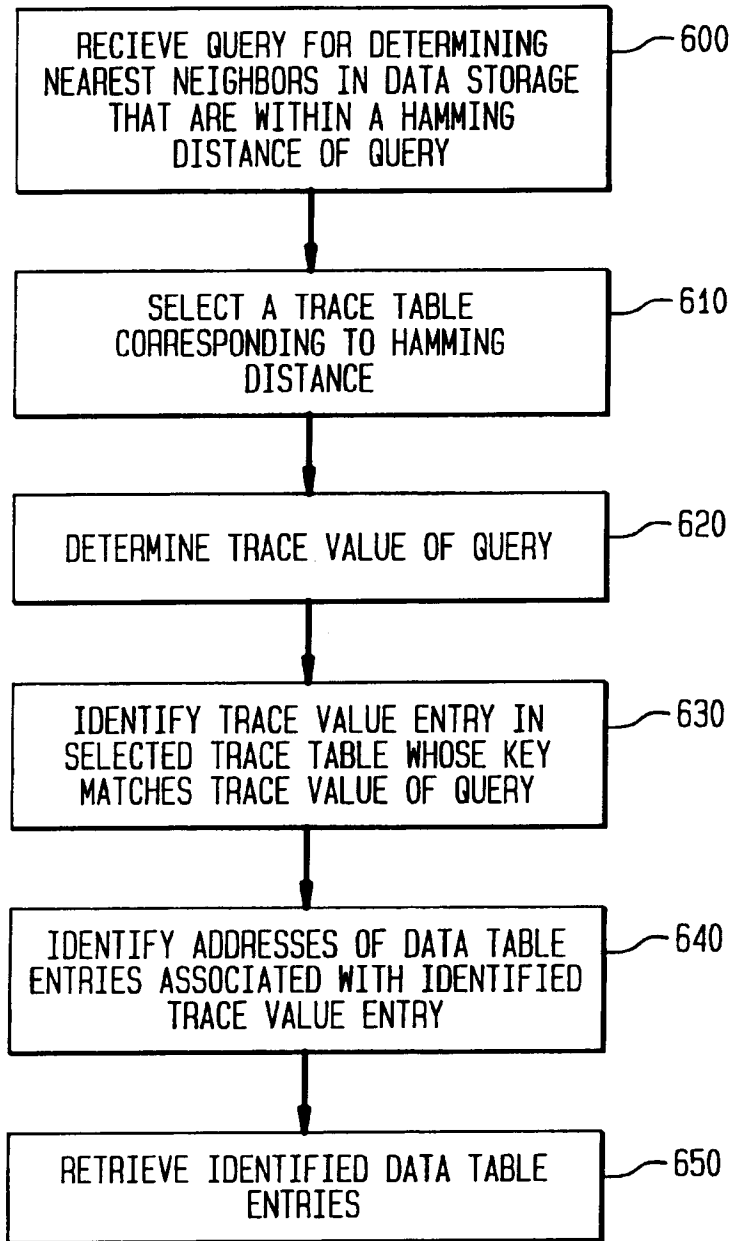 RECIEVE QUERY FOR DETERMINING
NEAREST NEIGHBORS IN DATA STORAGE
THAT ARE WITHIN A HAMMING
DISTANCE OF QUERY
600
SELECT A TRACE TABLE
CORRESPONDING TO HAMMING
DISTANCE
610
DETERMINE TRACE VALUE OF QUERY
620
IDENTIFY TRACE VALUE ENTRY IN
SELECTED TRACE TABLE WHOSE KEY
MATCHES TRACE VALUE OF QUERY
630
IDENTIFY ADDRESSES OF DATA TABLE
ENTRIES ASSOCIATED WITH IDENTIFIED
TRACE VALUE ENTRY
640
RETRIEVE IDENTIFIED DATA TABLE
ENTRIES
650